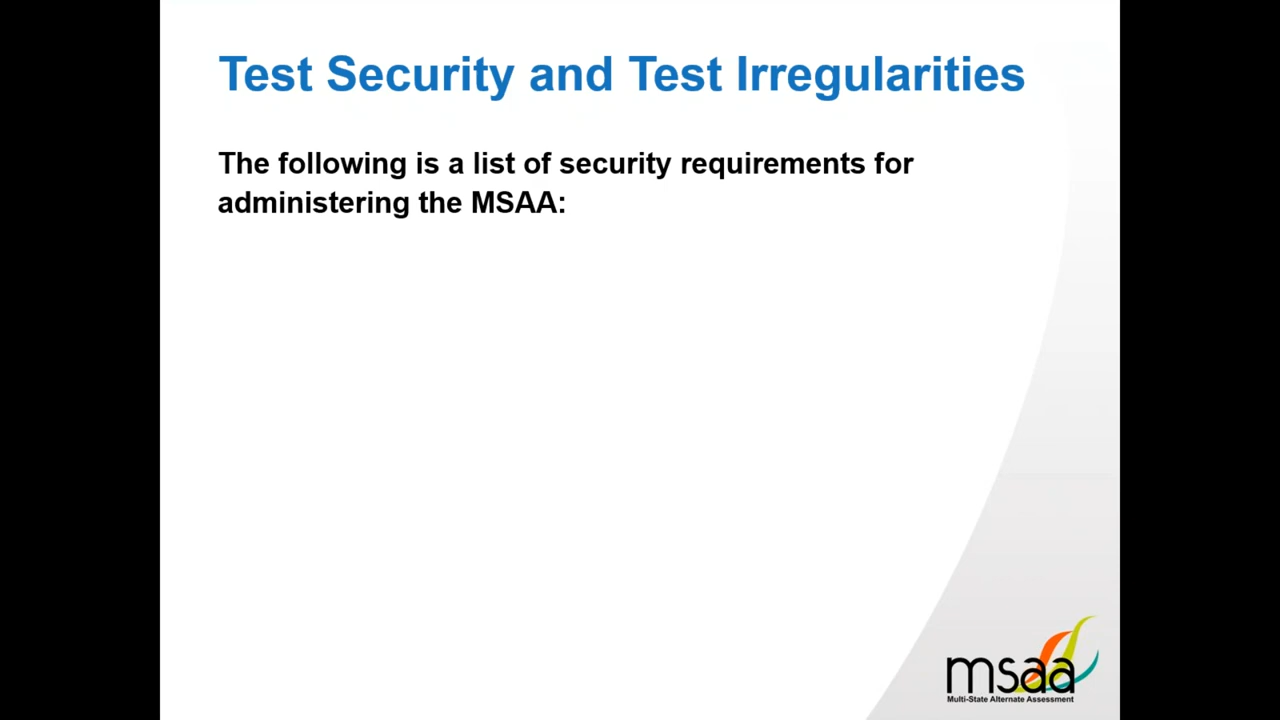 Test Security and Test Irregularities
The following is a list of security requirements for
administering the MSAA:
msaa
Multi-State Alternate Assessment